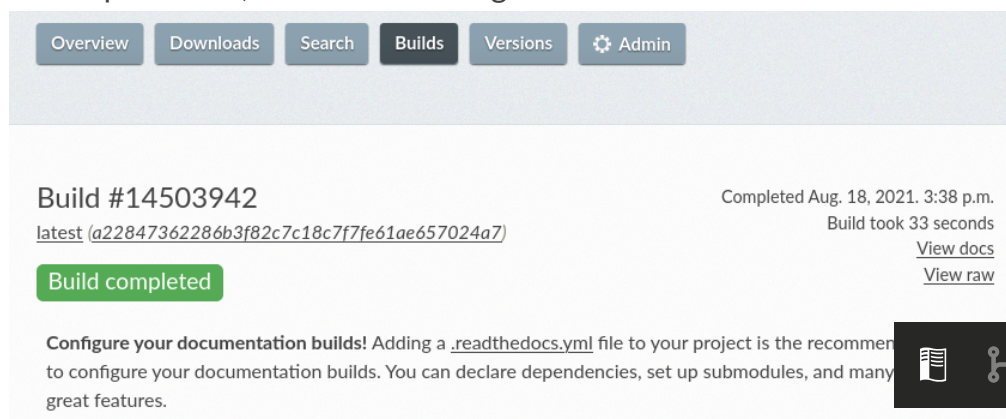 Overview Downloads Search Builds Versions Admin
Build #14503942
Completed Aug. 18, 2021. 3:38 p.m.
latest (a22847362286b3f82c7c18c7f7fe61ae657024a7)
Build took 33 seconds
View docs
Build completed
View raw
Configure your documentation builds! Adding a .readthedocs.yml file to your project is the recommen
to configure your documentation builds. You can declare dependencies, set up submodules, and many
great features.